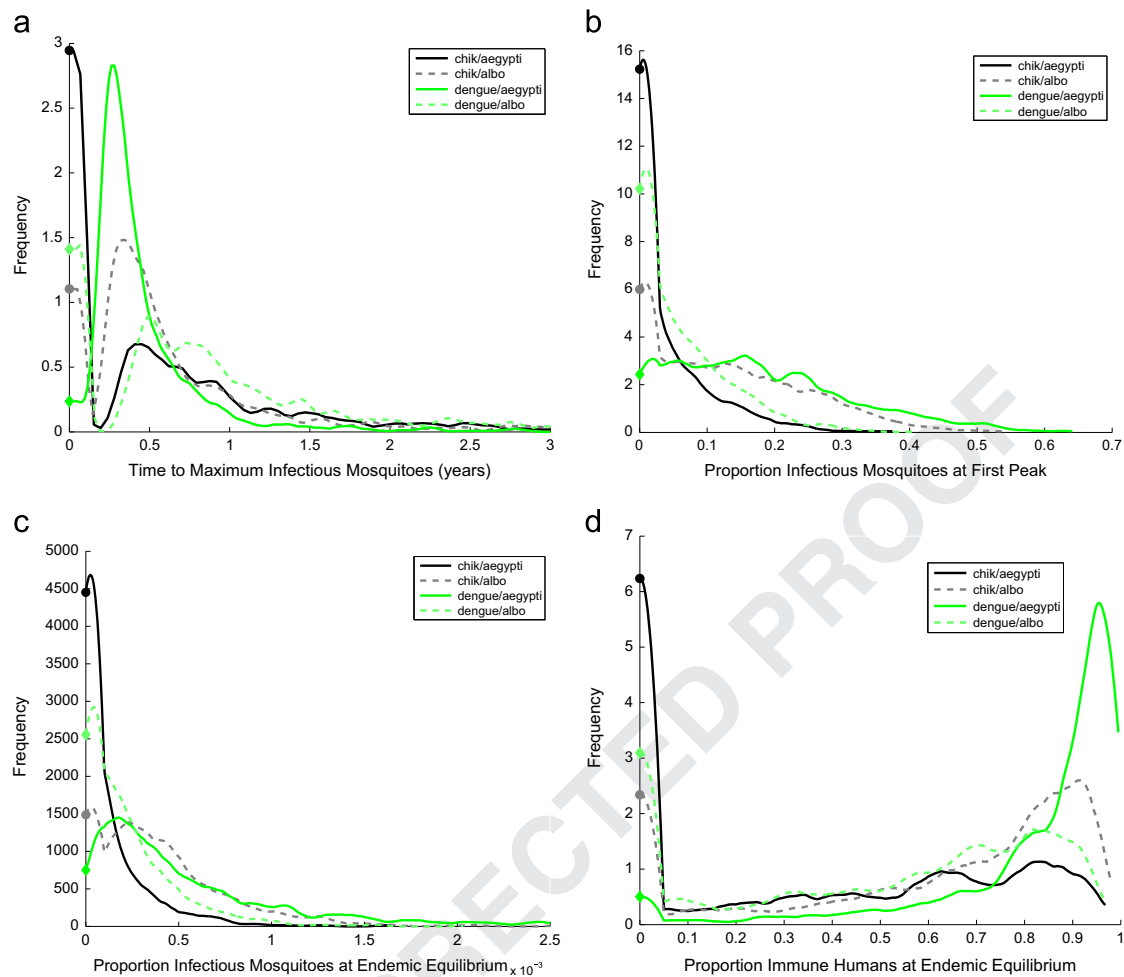 a
3
2.5
2
1.5
1
0.5
0
Frequency
chik/aegypti
chik/albo
dengue/aegypti
dengue/albo
0 0.5 1 1.5 2 2.5 3
Time to Maximum Infectious Mosquitoes (years)
b
16
14
12
10
8
6
4
2
0
Frequency
chik/aegypti
chik/albo
dengue/aegypti
dengue/albo
0 0.1 0.2 0.3 0.4 0.5 0.6 0.7
Proportion Infectious Mosquitoes at First Peak
c
5000
4500
4000
3500
3000
2500
2000
1500
1000
500
0
Frequency
chik/aegypti
chik/albo
dengue/aegypti
dengue/albo
0 0.5 1 1.5 2 2.5
Proportion Infectious Mosquitoes at Endemic Equilibrium x 10⁻³
d
7
6
5
4
3
2
1
0
Frequency
chik/aegypti
chik/albo
dengue/aegypti
dengue/albo
0 0.1 0.2 0.3 0.4 0.5 0.6 0.7 0.8 0.9 1
Proportion Immune Humans at Endemic Equilibrium
RECTED PROOF